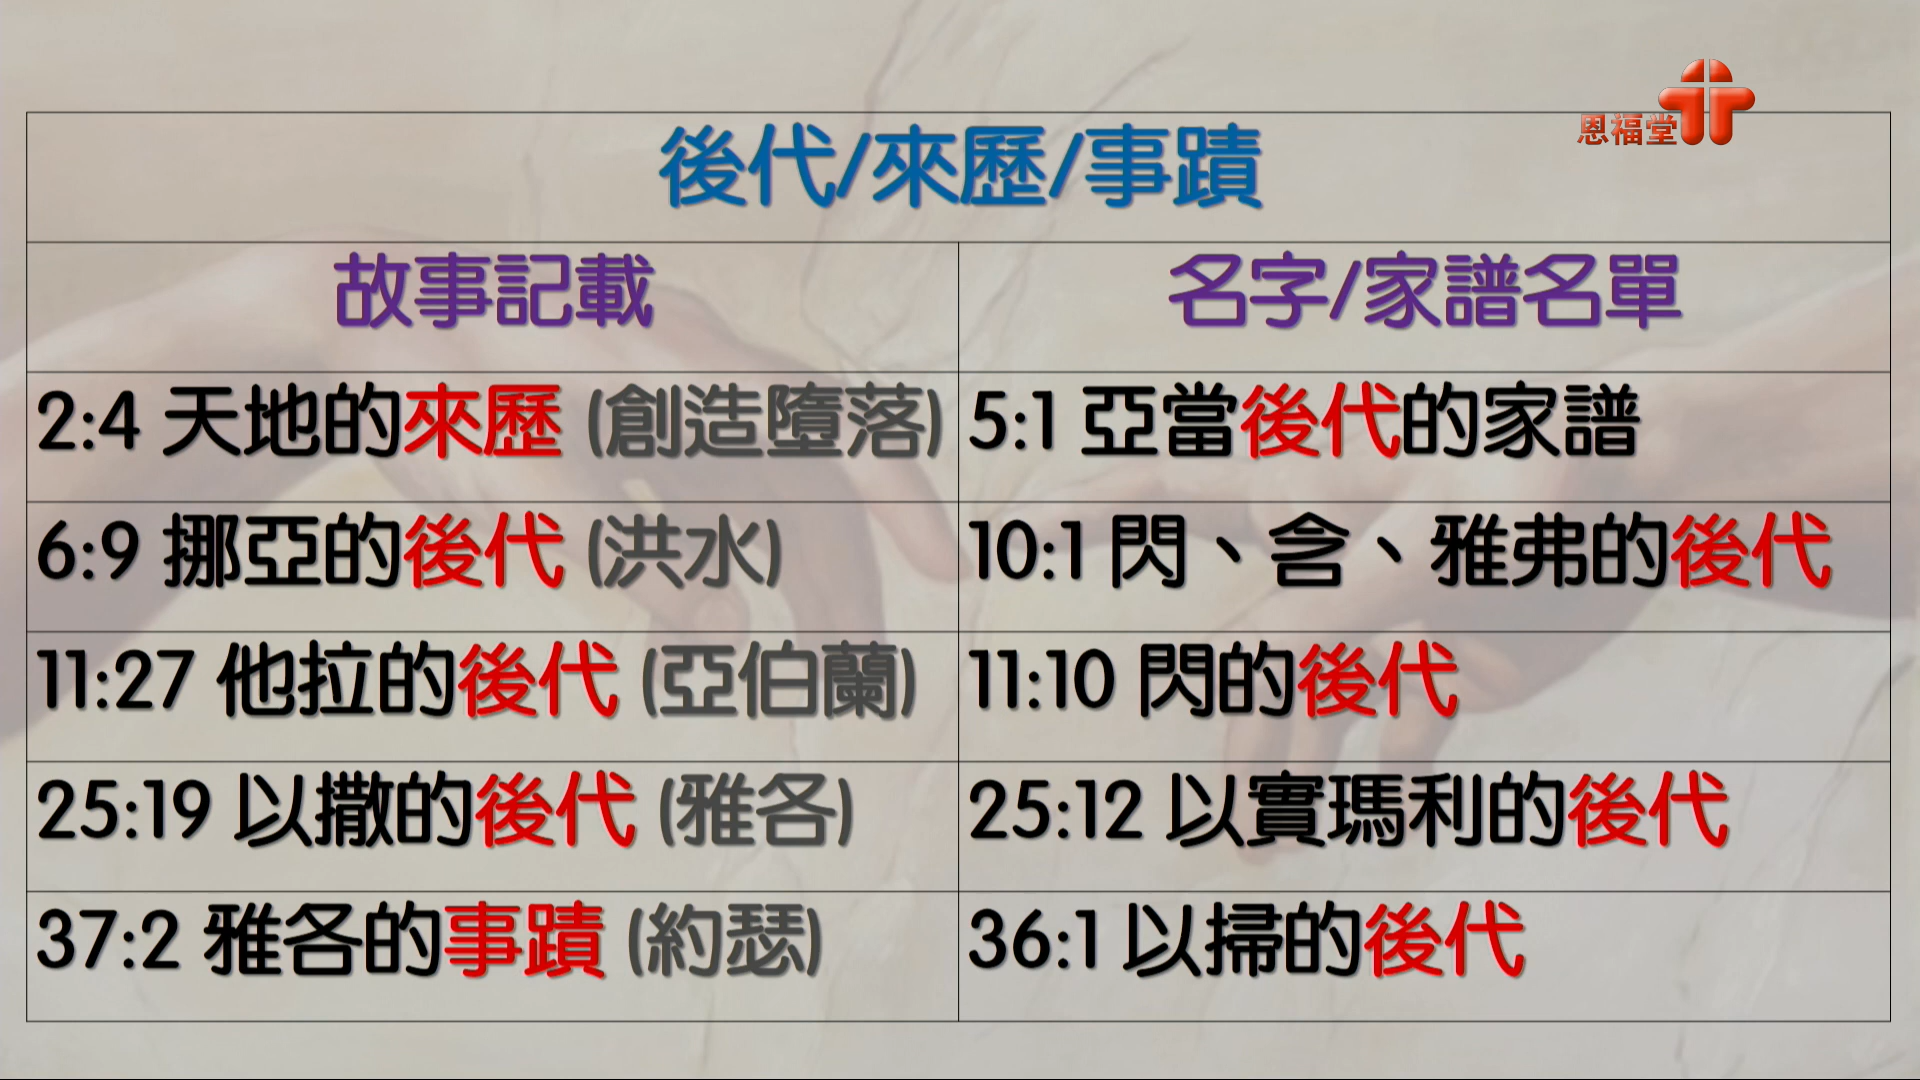 恩福堂
後代/來歷/事蹟
故事記載
名字/家譜名單
2:4 天地的來歷 (創造墮落)
5:1 亞當後代的家譜
6:9 挪亞的後代 (洪水)
10:1 閃、含、雅弗的後代
11:27 他拉的後代 (亞伯蘭)
11:10 閃的後代
25:19 以撒的後代 (雅各)
25:12 以實瑪利的後代
37:2 雅各的事蹟 (約瑟)
36:1 以掃的後代